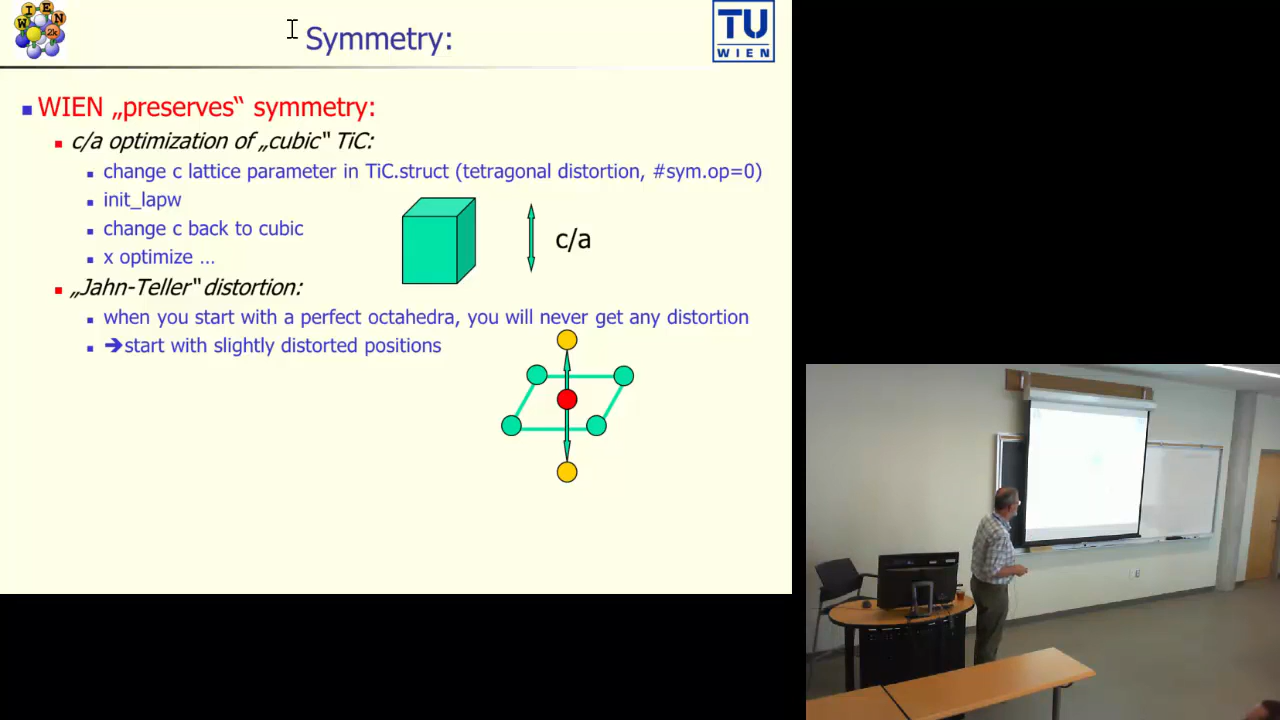 WIEN 2k
Symmetry:
TU
WIEN
WIEN „preserves“ symmetry:
c/a optimization of „cubic“ TiC:
change c lattice parameter in TiC.struct (tetragonal distortion, #sym.op=0)
init_lapw
change c back to cubic
x optimize …
c/a
„Jahn-Teller“ distortion:
when you start with a perfect octahedra, you will never get any distortion
➔start with slightly distorted positions